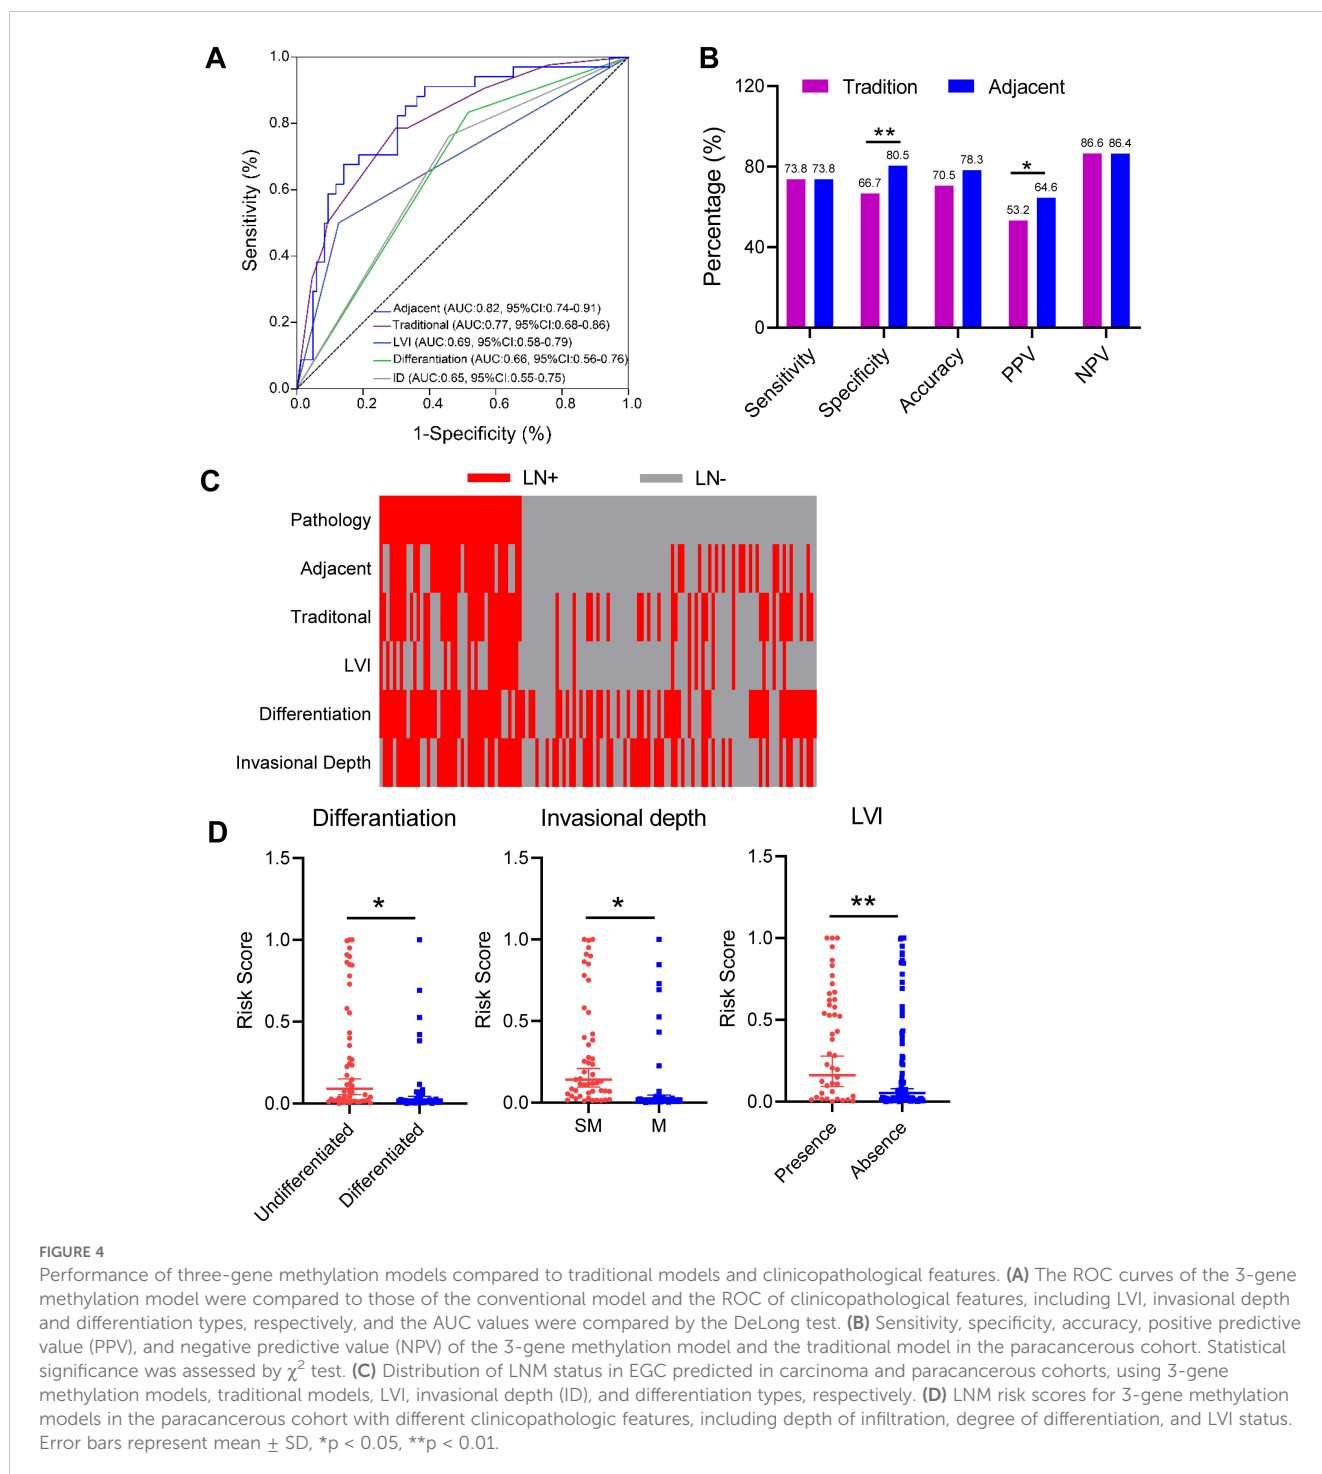 A
1.0
0.8
0.6
0.4
0.2
0.0
Sensitivity (%)
Adjacent (AUC:0.82, 95%CI:0.74-0.91)
Traditional (AUC:0.77, 95%CI:0.68-0.86)
LVI (AUC:0.69, 95%CI:0.58-0.79)
Differentiation (AUC:0.66, 95%CI:0.56-0.76)
ID (AUC:0.65, 95%CI:0.55-0.75)
0.0 0.2 0.4 0.6 0.8 1.0
1-Specificity (%)
B
Tradition Adjacent
120
80
40
0
Percentage (%)
73.8 73.8
** 66.7 80.5
70.5 78.3
* 53.2 64.6
86.6 86.4
Sensitivity Specificity Accuracy PPV NPV
C
LN+ LN-
Pathology
Adjacent
Traditonal
LVI
Differentiation
Invasional Depth
D
Differantiation
1.5
1.0
0.5
0.0
Risk Score
*
Undifferentiated Differentiated
Invasional depth
1.5
1.0
0.5
0.0
Risk Score
*
SM M
LVI
1.5
1.0
0.5
0.0
Risk Score
**
Presence Absence
FIGURE 4
Performance of three-gene methylation models compared to traditional models and clinicopathological features. (A) The ROC curves of the 3-gene
methylation model were compared to those of the conventional model and the ROC of clinicopathological features, including LVI, invasional depth
and differentiation types, respectively, and the AUC values were compared by the DeLong test. (B) Sensitivity, specificity, accuracy, positive predictive
value (PPV), and negative predictive value (NPV) of the 3-gene methylation model and the traditional model in the paracancerous cohort. Statistical
significance was assessed by χ² test. (C) Distribution of LNM status in EGC predicted in carcinoma and paracancerous cohorts, using 3-gene
methylation models, traditional models, LVI, invasional depth (ID), and differentiation types, respectively. (D) LNM risk scores for 3-gene methylation
models in the paracancerous cohort with different clinicopathologic features, including depth of infiltration, degree of differentiation, and LVI status.
Error bars represent mean ± SD, *p < 0.05, **p < 0.01.